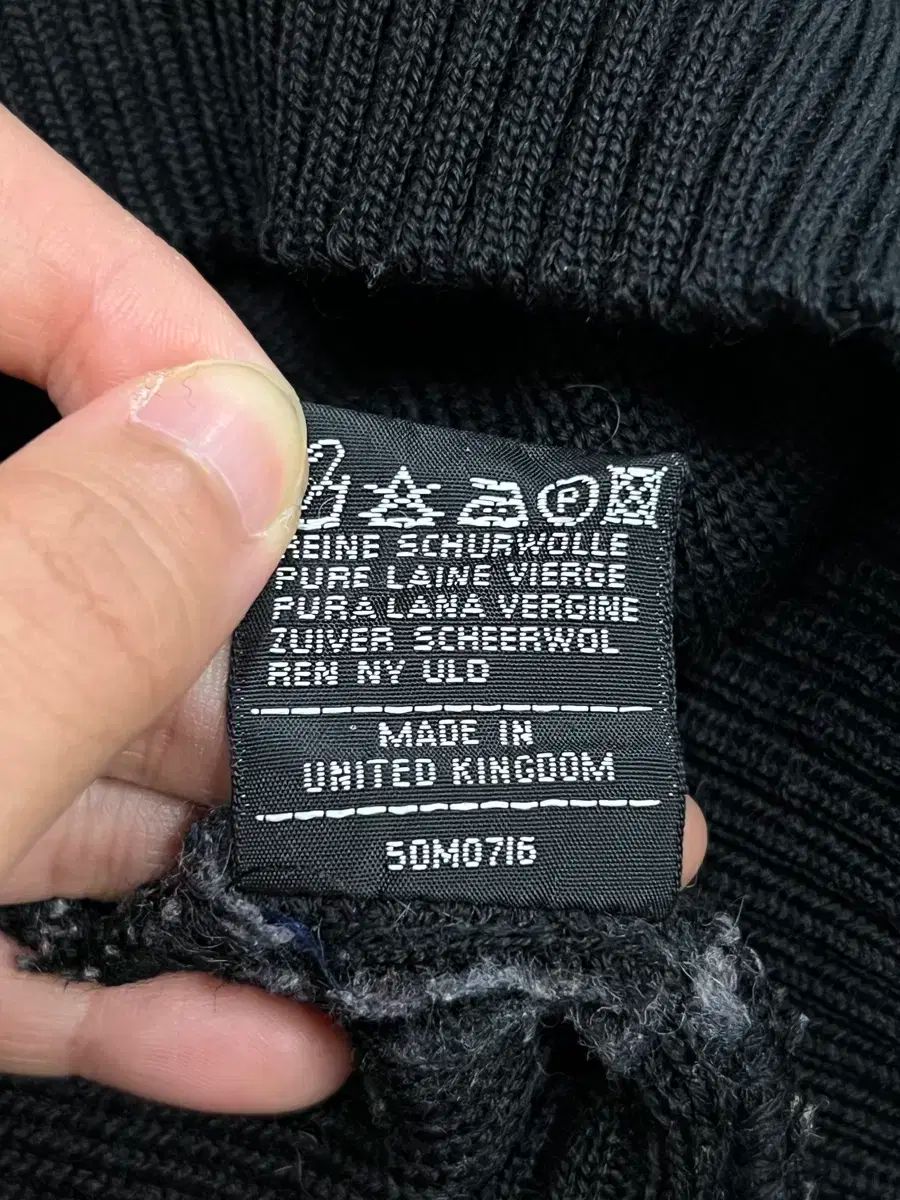 REINE SCHURWOLLE
PURE LAINE VIERGE
PURA LANA VERGINE
ZUIVER SCHEERWOL
REN NY ULD
MADE IN
UNITED KINGDOM
50M0716